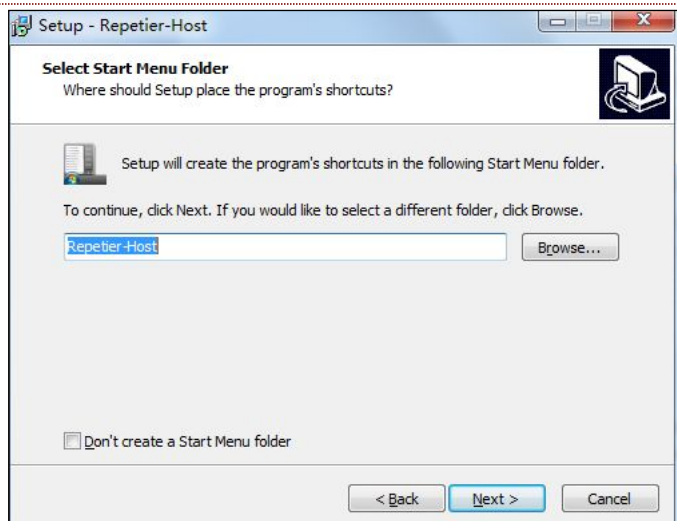 Setup - Repetier-Host
Select Start Menu Folder
Where should Setup place the program's shortcuts?
Setup will create the program's shortcuts in the following Start Menu folder.
To continue, click Next. If you would like to select a different folder, click Browse.
Repetier-Host
Browse...
Don't create a Start Menu folder
< Back
Next >
Cancel